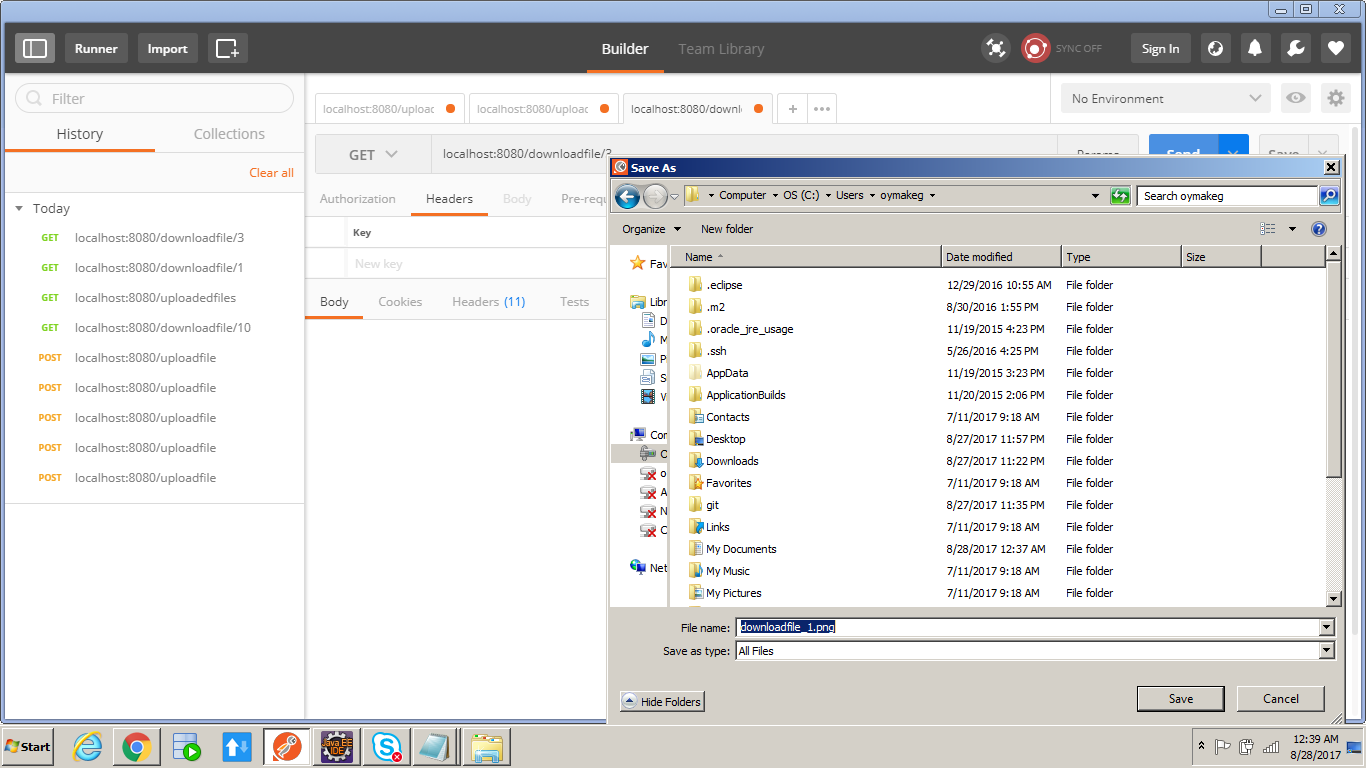 Runner
Import
Builder
Team Library
SYNC OFF
Sign In
Filter
History
Collections
Clear all
Today
GET localhost:8080/downloadfile/3
GET localhost:8080/downloadfile/1
GET localhost:8080/uploadedfiles
GET localhost:8080/downloadfile/10
POST localhost:8080/uploadfile
POST localhost:8080/uploadfile
POST localhost:8080/uploadfile
POST localhost:8080/uploadfile
POST localhost:8080/uploadfile
localhost:8080/uploac
localhost:8080/uploac
localhost:8080/downl
No Environment
GET
localhost:8080/downloadfile/3
Params
Send
Save
Authorization
Headers
Body
Pre-requ
Key
New key
Body
Cookies
Headers (11)
Tests
Save As
Computer
OS (C:)
Users
oymakeg
Search oymakeg
Organize
New folder
Fav
Libr
D
M
Pi
S
V
Com
O
o
A
N
C
Net
Name
Date modified
Type
Size
.eclipse 12/29/2016 10:55 AM File folder
.m2 8/30/2016 1:55 PM File folder
.oracle_jre_usage 11/19/2015 4:23 PM File folder
.ssh 5/26/2016 4:25 PM File folder
AppData 11/19/2015 3:23 PM File folder
ApplicationBuilds 11/20/2015 2:06 PM File folder
Contacts 7/11/2017 9:18 AM File folder
Desktop 8/27/2017 11:57 PM File folder
Downloads 8/27/2017 11:22 PM File folder
Favorites 7/11/2017 9:18 AM File folder
git 8/27/2017 11:35 PM File folder
Links 7/11/2017 9:18 AM File folder
My Documents 8/28/2017 12:37 AM File folder
My Music 7/11/2017 9:18 AM File folder
My Pictures 7/11/2017 9:18 AM File folder
File name: downloadfile_1.png
Save as type: All Files
Hide Folders
Save
Cancel
Start
Java EE
IDE
12:39 AM
8/28/2017